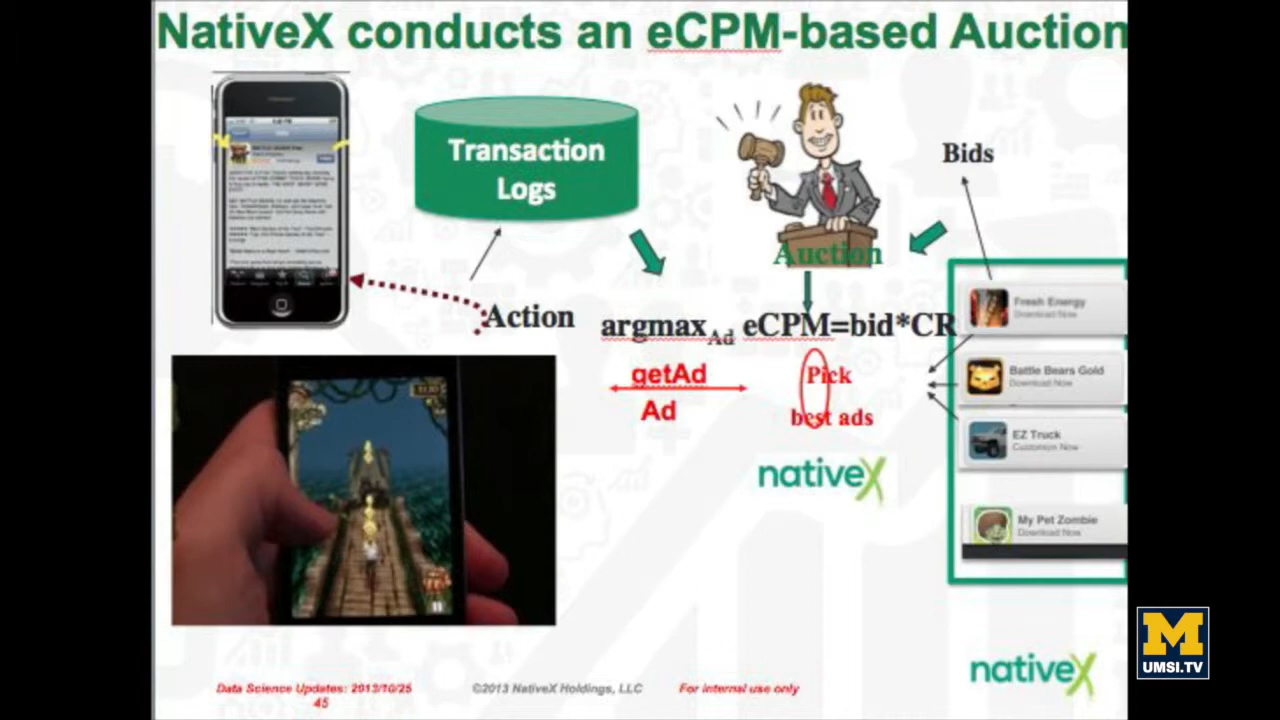 NativeX conducts an eCPM-based Auction
Transaction
Logs
Bids
Auction
Action
argmax Ad eCPM=bid*CR
getAd
Ad
Pick
best ads
nativeX
Fresh Energy
Download Now
Battle Bears Gold
Download Now
EZ Truck
Customize Now
My Pet Zombie
Download Now
nativeX
Data Science Updates: 2013/10/25
45
©2013 NativeX Holdings, LLC
For internal use only
M
UMSI.TV